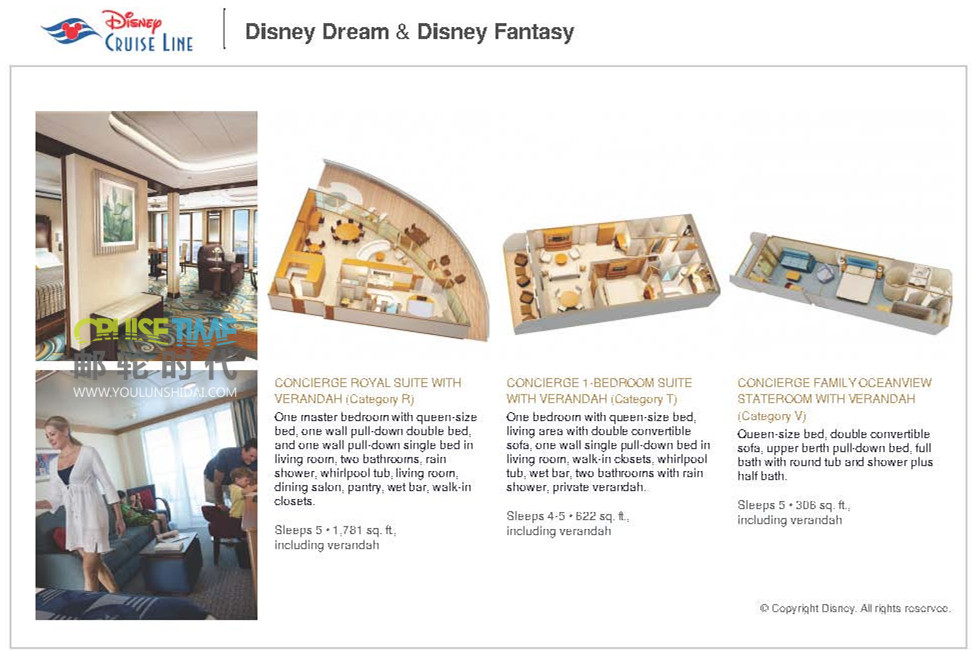 Disney
CRUISE LINE
Disney Dream & Disney Fantasy
CRUISETIME
邮轮时代
WWW.YOULUNSHIDAI.COM
CONCIERGE ROYAL SUITE WITH
VERANDAH (Category R)
One master bedroom with queen-size
bed, one wall pull-down double bed,
and one wall pull-down single bed in
living room, two bathrooms, rain
shower, whirlpool tub, living room,
dining salon, pantry, wet bar, walk-in
closets.
Sleeps 5 • 1,781 sq. ft.,
including verandah
CONCIERGE 1-BEDROOM SUITE
WITH VERANDAH (Category T)
One bedroom with queen-size bed,
living area with double convertible
sofa, one wall single pull-down bed in
living room, walk-in closets, whirlpool
tub, wet bar, two bathrooms with rain
shower, private verandah.
Sleeps 4-5 • 622 sq. ft.,
including verandah
CONCIERGE FAMILY OCEANVIEW
STATEROOM WITH VERANDAH
(Category V)
Queen-size bed, double convertible
sofa, upper berth pull-down bed, full
bath with round tub and shower plus
half bath.
Sleeps 5 • 306 sq. ft.,
including verandah
© Copyright Disney. All rights reserved.